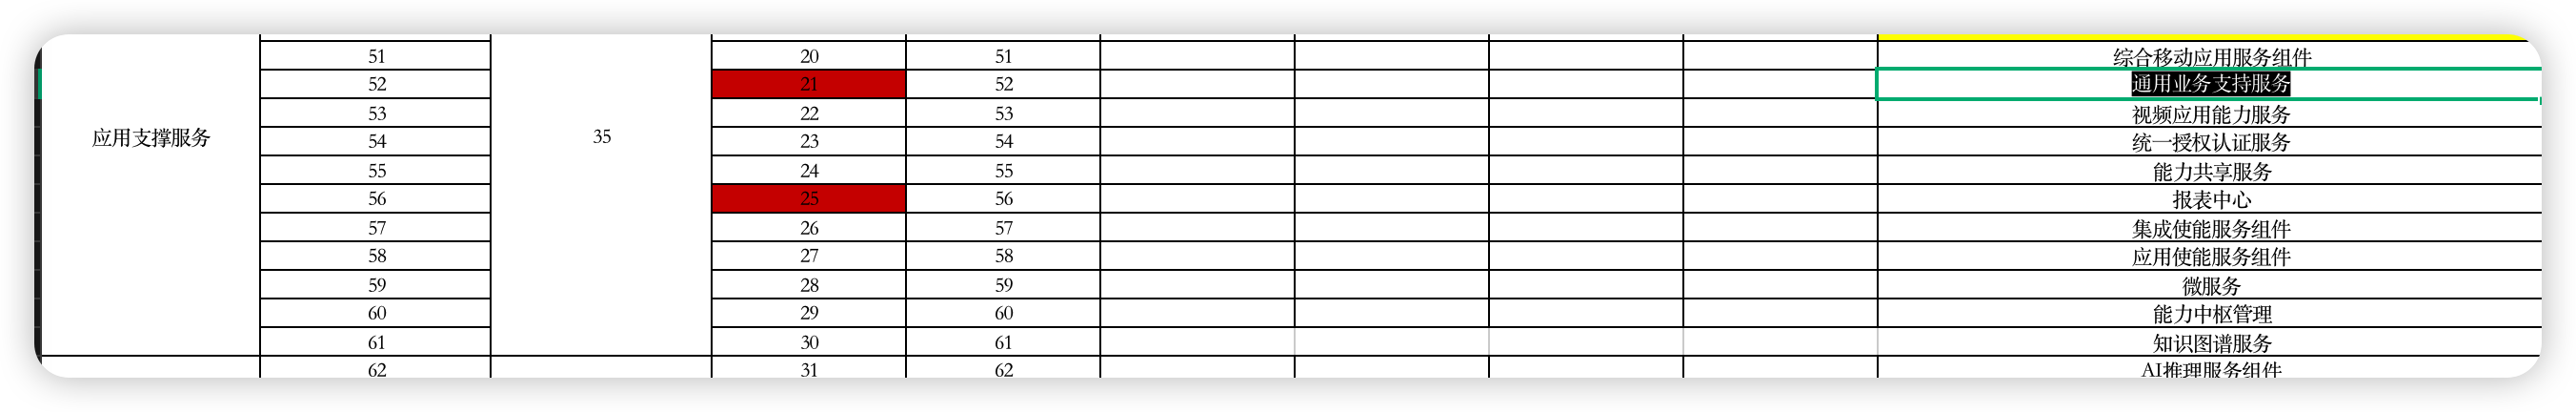 51 20 51 综合移动应用服务组件
52 21 52 通用业务支持服务
53 22 53 视频应用能力服务
应用支撑服务 54 35 23 54 统一授权认证服务
55 24 55 能力共享服务
56 25 56 报表中心
57 26 57 集成使能服务组件
58 27 58 应用使能服务组件
59 28 59 微服务
60 29 60 能力中枢管理
61 30 61 知识图谱服务
62 31 62 AI推理服务组件